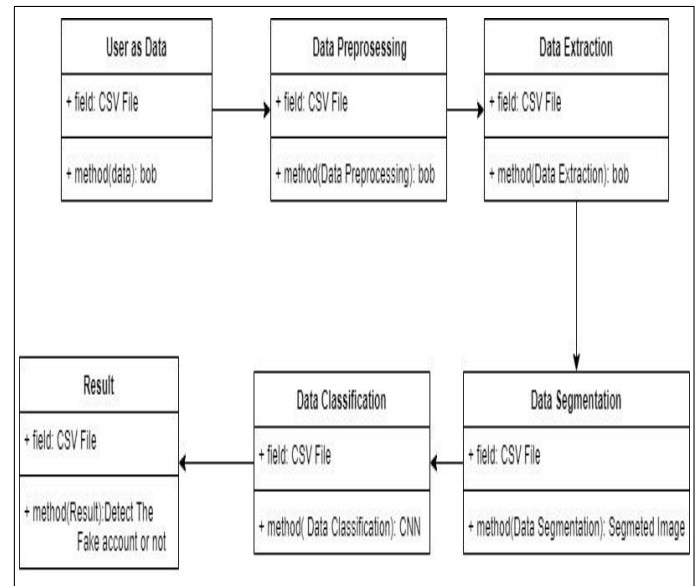 User as Data
+ field: CSV File
+ method(data): bob
Data Preprosessing
+ field: CSV File
+ method(Data Preprocessing): bob
Data Extraction
+ field: CSV File
+ method(Data Extraction): bob
Data Segmentation
+ field: CSV File
+ method(Data Segmentation): Segmeted Image
Data Classification
+ field: CSV File
+ method( Data Classification): CNN
Result
+ field: CSV File
+ method(Result):Detect The
Fake account or not